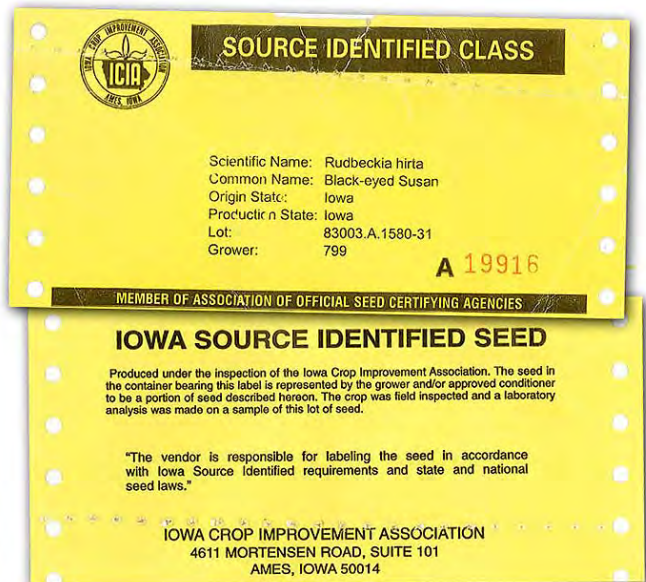 IOWA CROP IMPROVEMENT ASSOCIATION
ICIA
AMES, IOWA
SOURCE IDENTIFIED CLASS
Scientific Name: Rudbeckia hirta
Common Name: Black-eyed Susan
Origin State: Iowa
Production State: Iowa
Lot: 83003.A.1580-31
Grower: 799
A 19916
MEMBER OF ASSOCIATION OF OFFICIAL SEED CERTIFYING AGENCIES
IOWA SOURCE IDENTIFIED SEED
Produced under the inspection of the Iowa Crop Improvement Association. The seed in
the container bearing this label is represented by the grower and/or approved conditioner
to be a portion of seed described hereon. The crop was field inspected and a laboratory
analysis was made on a sample of this lot of seed.
"The vendor is responsible for labeling the seed in accordance
with Iowa Source Identified requirements and state and national
seed laws."
IOWA CROP IMPROVEMENT ASSOCIATION
4611 MORTENSEN ROAD, SUITE 101
AMES, IOWA 50014